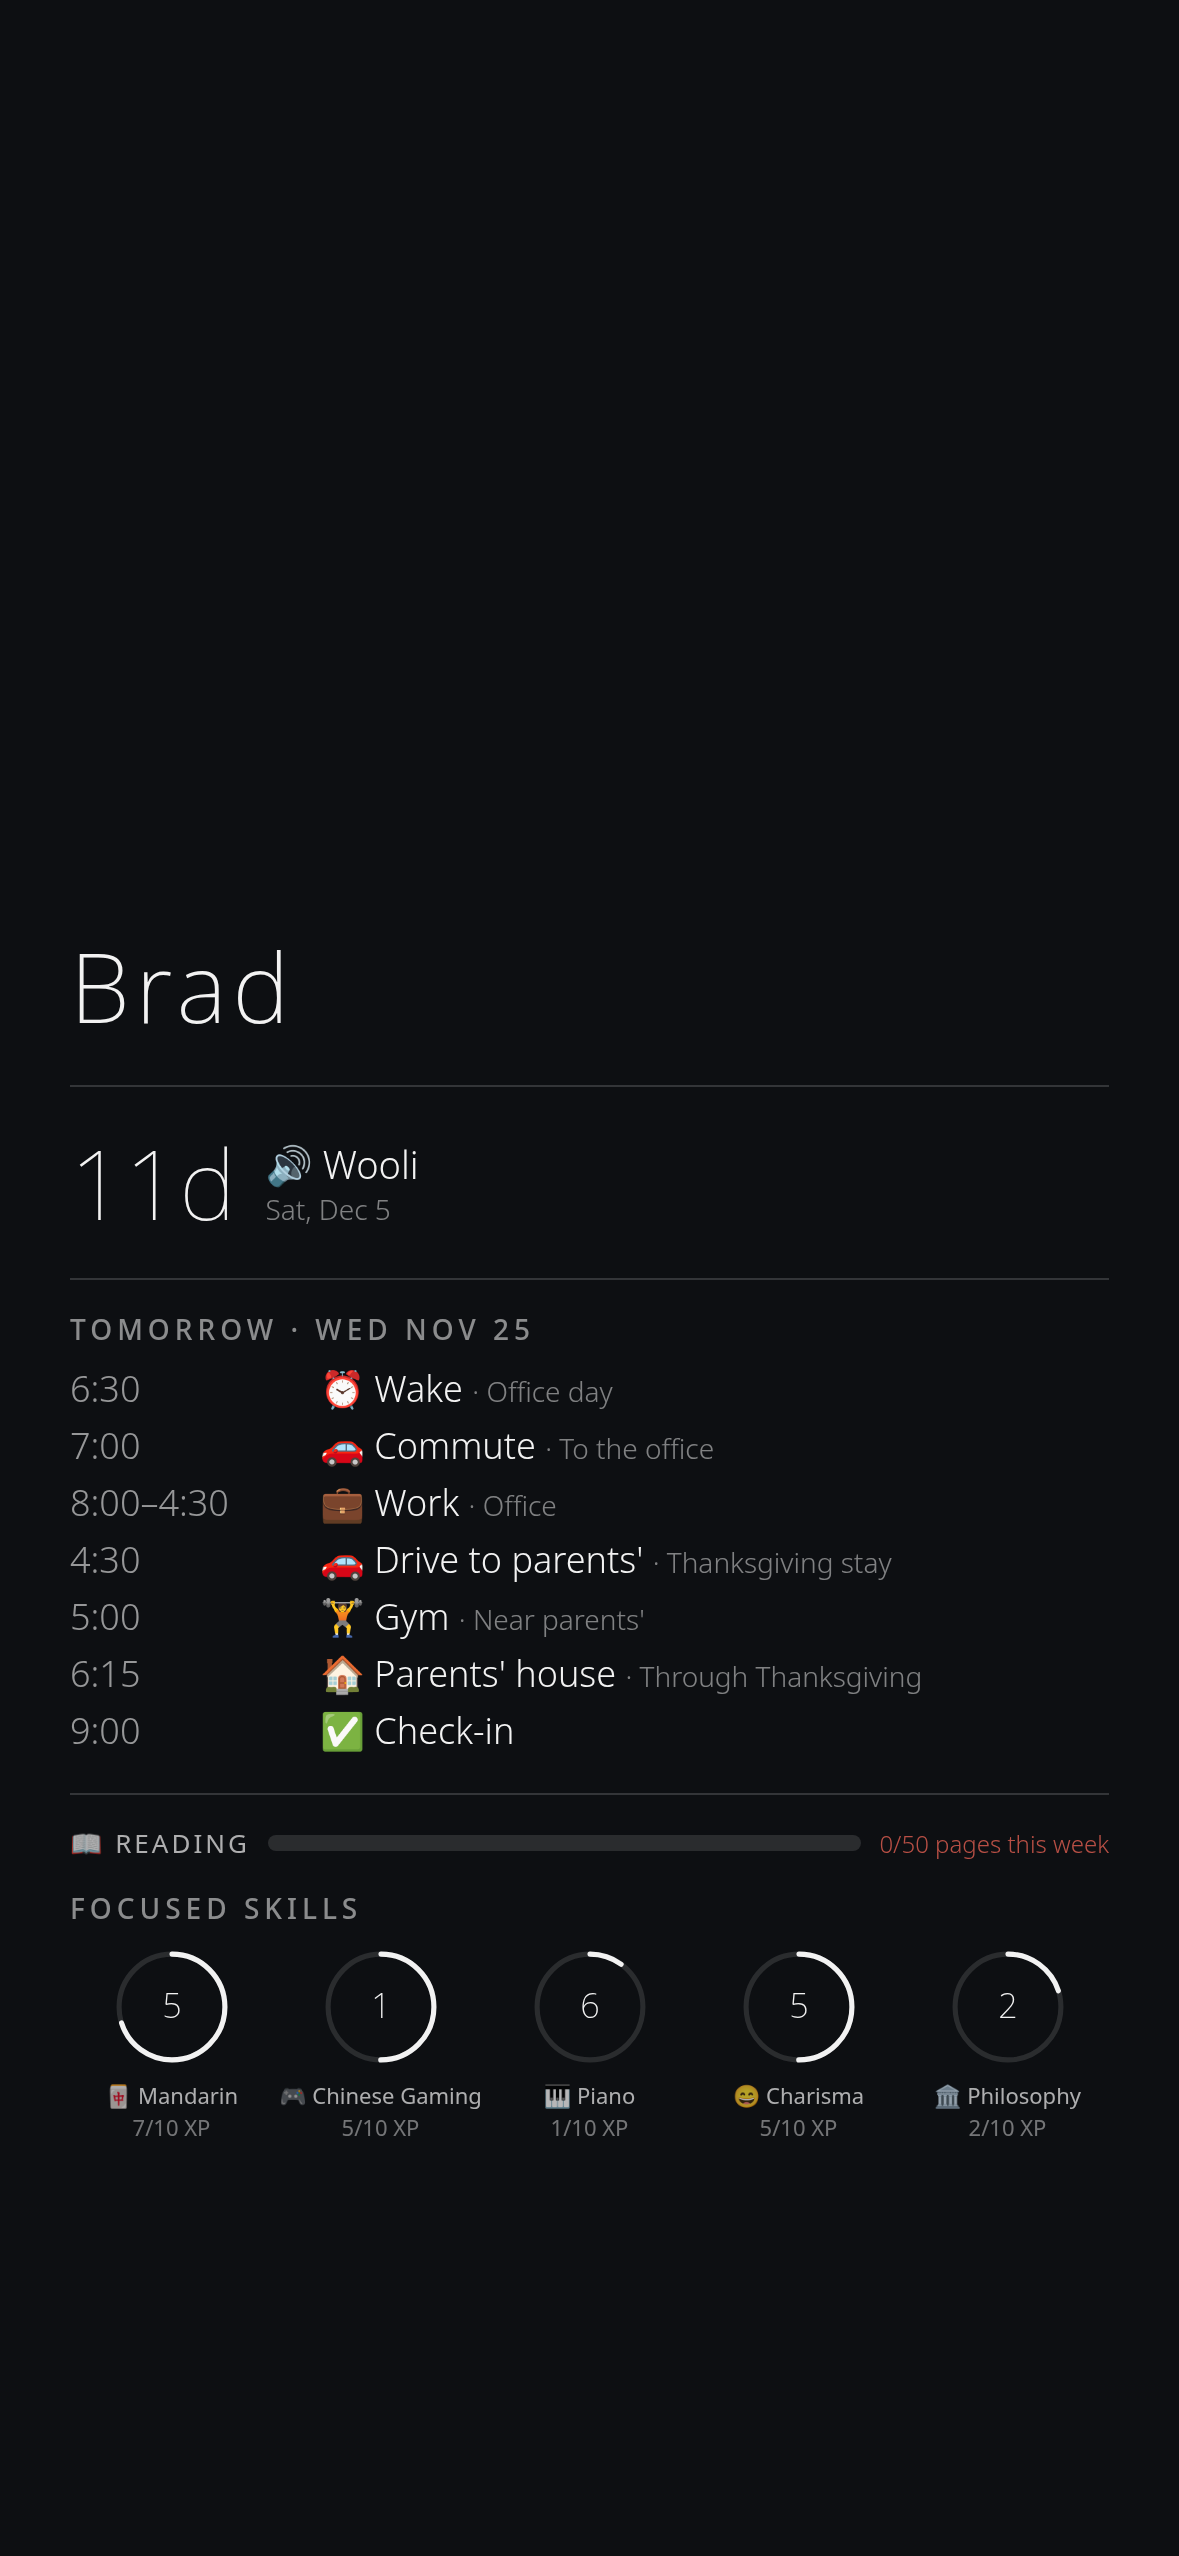 Brad
11d
🔊 Wooli
Sat, Dec 5
TOMORROW · WED NOV 25
6:30 ⏰ Wake · Office day
7:00 🚗 Commute · To the office
8:00–4:30 💼 Work · Office
4:30 🚗 Drive to parents' · Thanksgiving stay
5:00 🏋️ Gym · Near parents'
6:15 🏠 Parents' house · Through Thanksgiving
9:00 ✅ Check-in
📖 READING 0/50 pages this week
FOCUSED SKILLS
5 1 6 5 2
🀄 Mandarin 🎮 Chinese Gaming 🎹 Piano 😄 Charisma 🏛️ Philosophy
7/10 XP 5/10 XP 1/10 XP 5/10 XP 2/10 XP